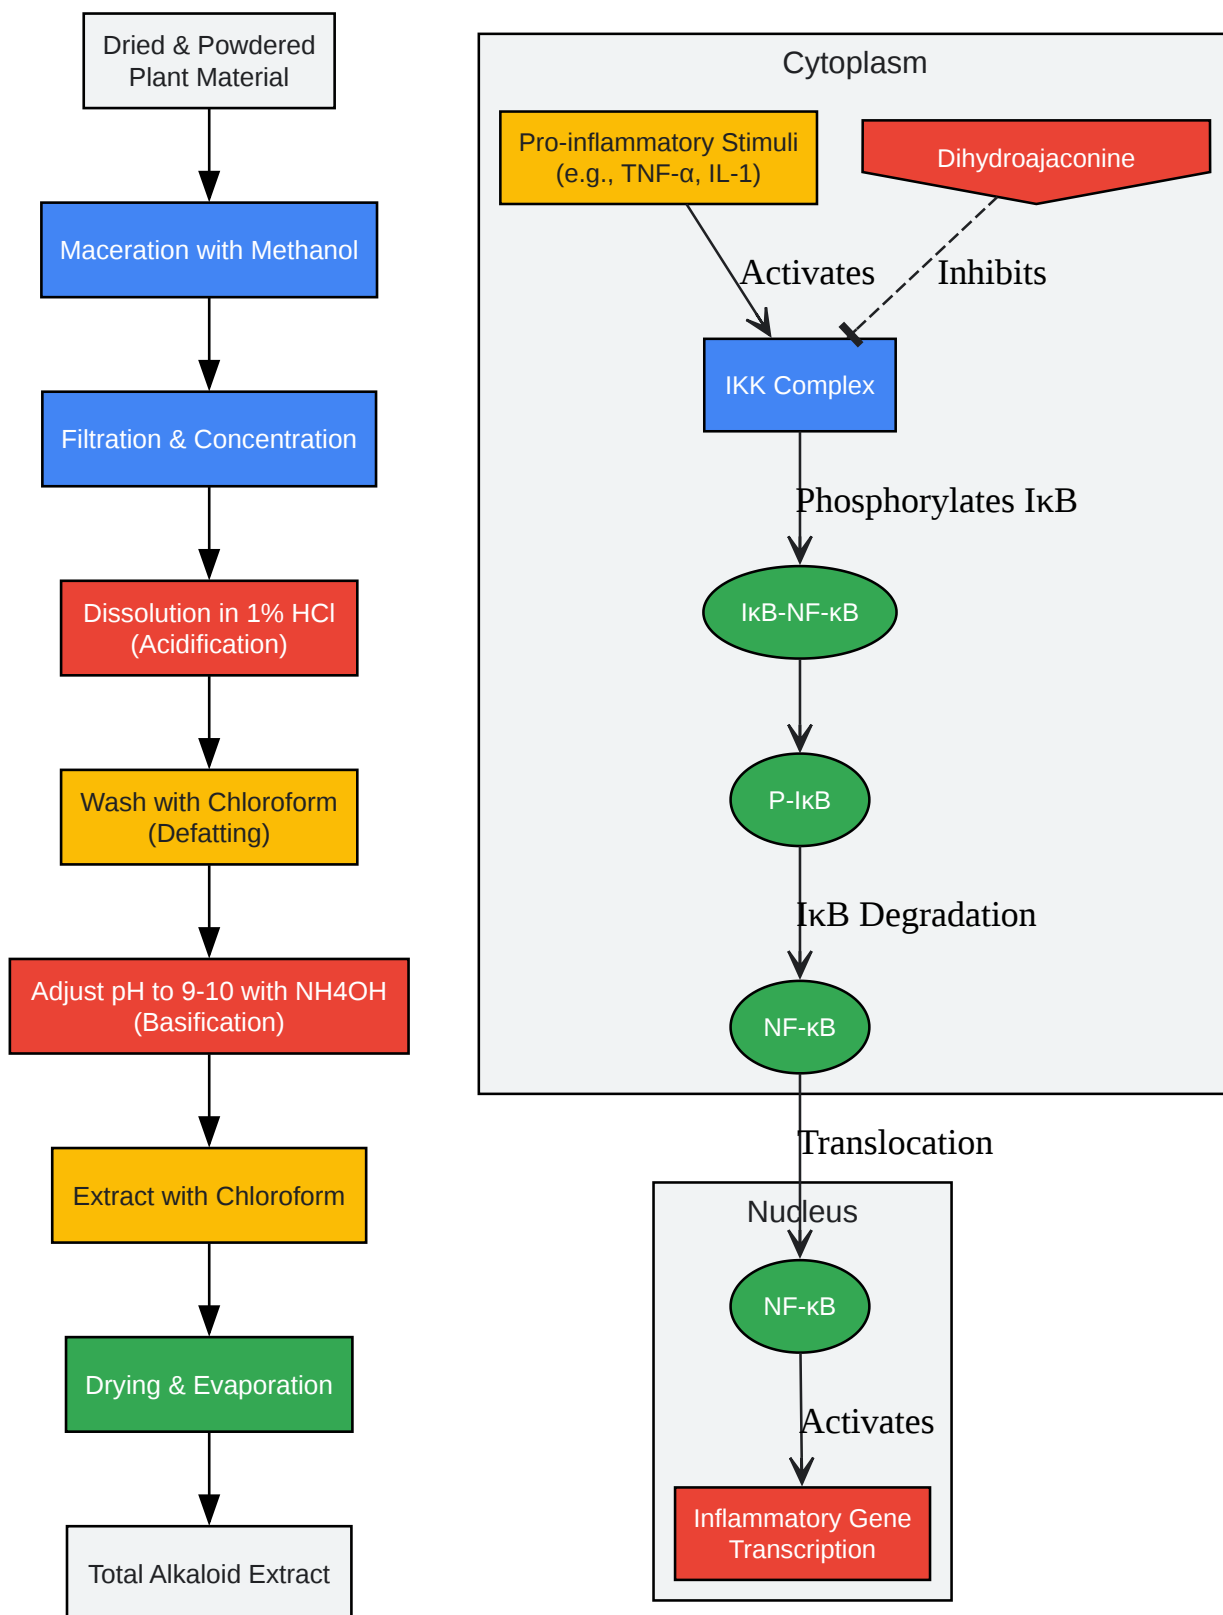 Dried & Powdered
Plant Material
Maceration with Methanol
Filtration & Concentration
Dissolution in 1% HCl
(Acidification)
Wash with Chloroform
(Defatting)
Adjust pH to 9-10 with NH4OH
(Basification)
Extract with Chloroform
Drying & Evaporation
Total Alkaloid Extract
Cytoplasm
Pro-inflammatory Stimuli
(e.g., TNF-α, IL-1)
Dihydroajaconine
Activates
Inhibits
IKK Complex
Phosphorylates IκB
IκB-NF-κB
P-IκB
IκB Degradation
NF-κB
Translocation
Nucleus
NF-κB
Activates
Inflammatory Gene
Transcription